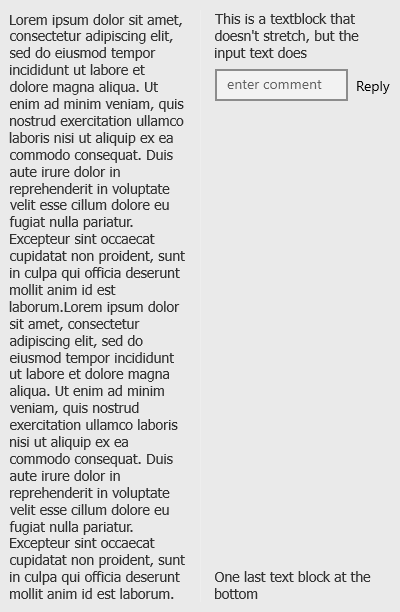 Lorem ipsum dolor sit amet,
consectetur adipiscing elit,
sed do eiusmod tempor
incididunt ut labore et
dolore magna aliqua. Ut
enim ad minim veniam, quis
nostrud exercitation ullamco
laboris nisi ut aliquip ex ea
commodo consequat. Duis
aute irure dolor in
reprehenderit in voluptate
velit esse cillum dolore eu
fugiat nulla pariatur.
Excepteur sint occaecat
cupidatat non proident, sunt
in culpa qui officia deserunt
mollit anim id est
laborum.Lorem ipsum dolor
sit amet, consectetur
adipiscing elit, sed do
eiusmod tempor incididunt
ut labore et dolore magna
aliqua. Ut enim ad minim
veniam, quis nostrud
exercitation ullamco laboris
nisi ut aliquip ex ea
commodo consequat. Duis
aute irure dolor in
reprehenderit in voluptate
velit esse cillum dolore eu
fugiat nulla pariatur.
Excepteur sint occaecat
cupidatat non proident, sunt
in culpa qui officia deserunt
mollit anim id est laborum.
This is a textblock that
doesn't stretch, but the
input text does
enter comment
Reply
One last text block at the
bottom